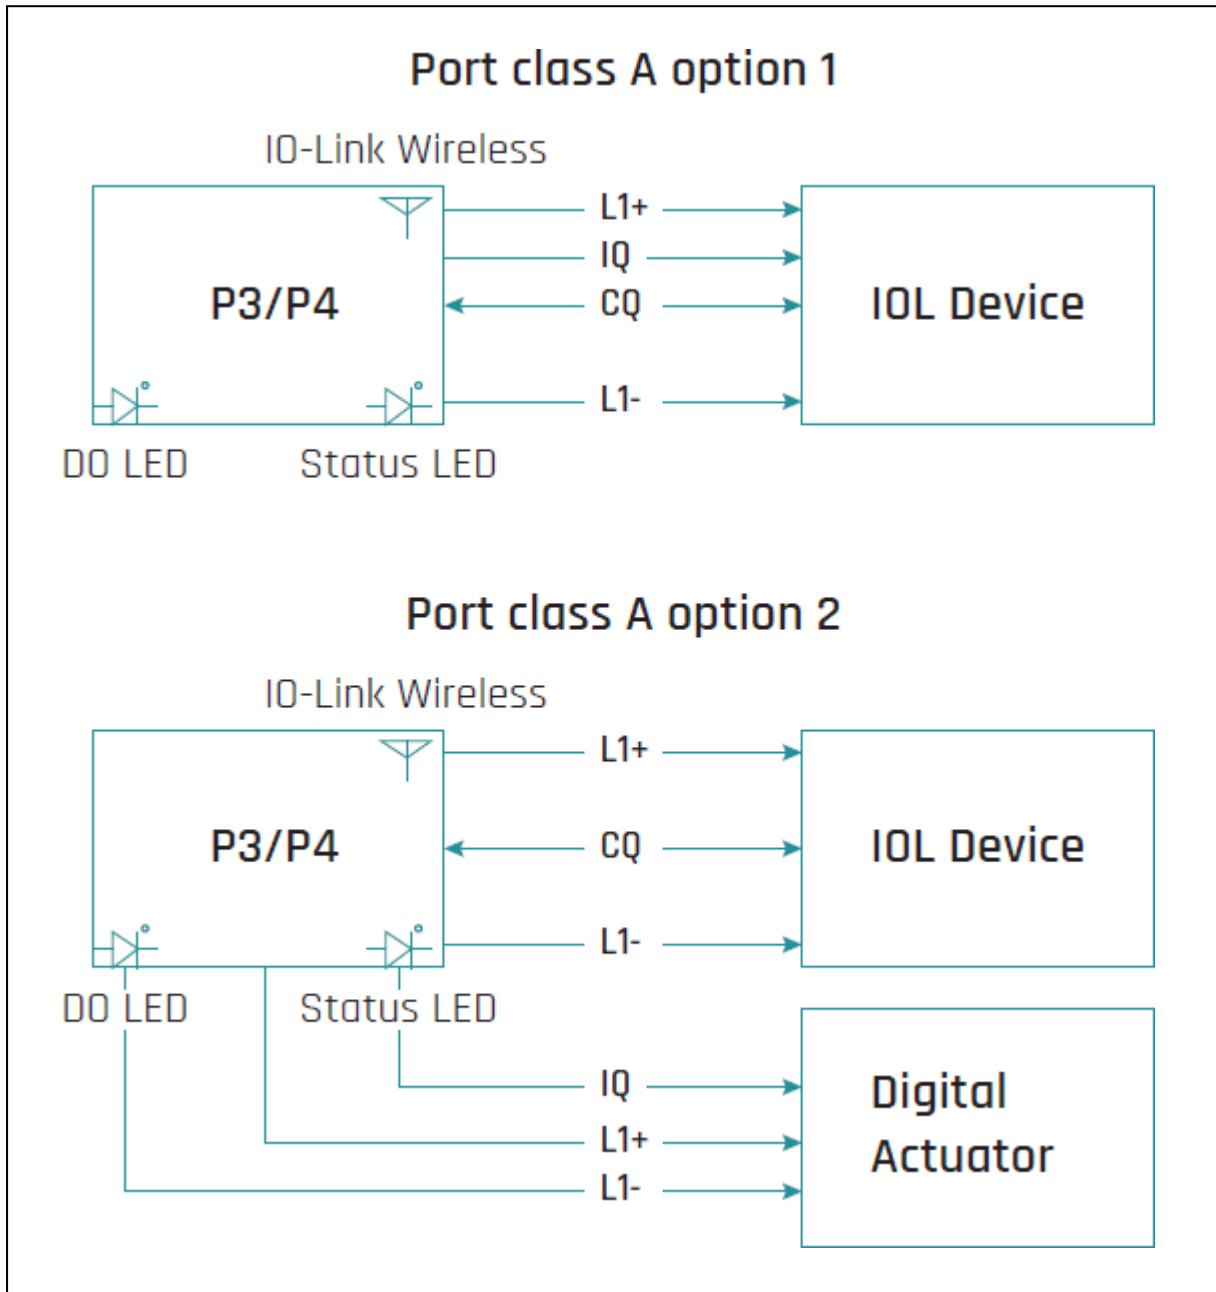 Port class A option 1
IO-Link Wireless
L1+
IQ
P3/P4
CQ
IOL Device
L1-
DO LED
Status LED
Port class A option 2
IO-Link Wireless
L1+
P3/P4
CQ
IOL Device
L1-
DO LED
Status LED
IQ
Digital
L1+
Actuator
L1-